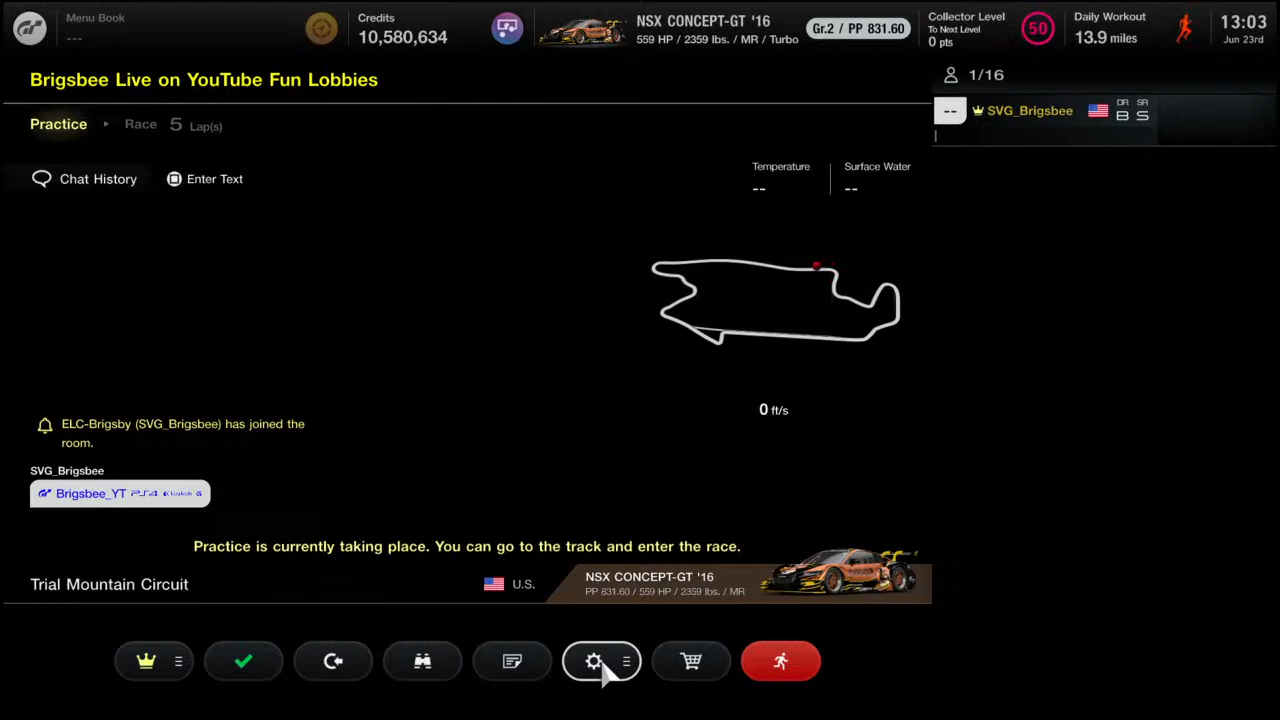 Menu Book
---
Credits
10,580,634
NSX CONCEPT-GT '16
559 HP / 2359 lbs. / MR / Turbo
Gr.2 / PP 831.60
Collector Level
To Next Level
0 pts
50
Daily Workout
13.9 miles
13:03
Jun 23rd
Brigsbee Live on YouTube Fun Lobbies
1/16
-- SVG_Brigsbee
DR SR
B S
Practice Race 5 Lap(s)
Chat History Enter Text
Temperature Surface Water
-- --
0 ft/s
ELC-Brigsby (SVG_Brigsbee) has joined the
room.
SVG_Brigsbee
Brigsbee_YT PS4
Practice is currently taking place. You can go to the track and enter the race.
Trial Mountain Circuit
U.S.
NSX CONCEPT-GT '16
PP 831.60 / 559 HP / 2359 lbs. / MR